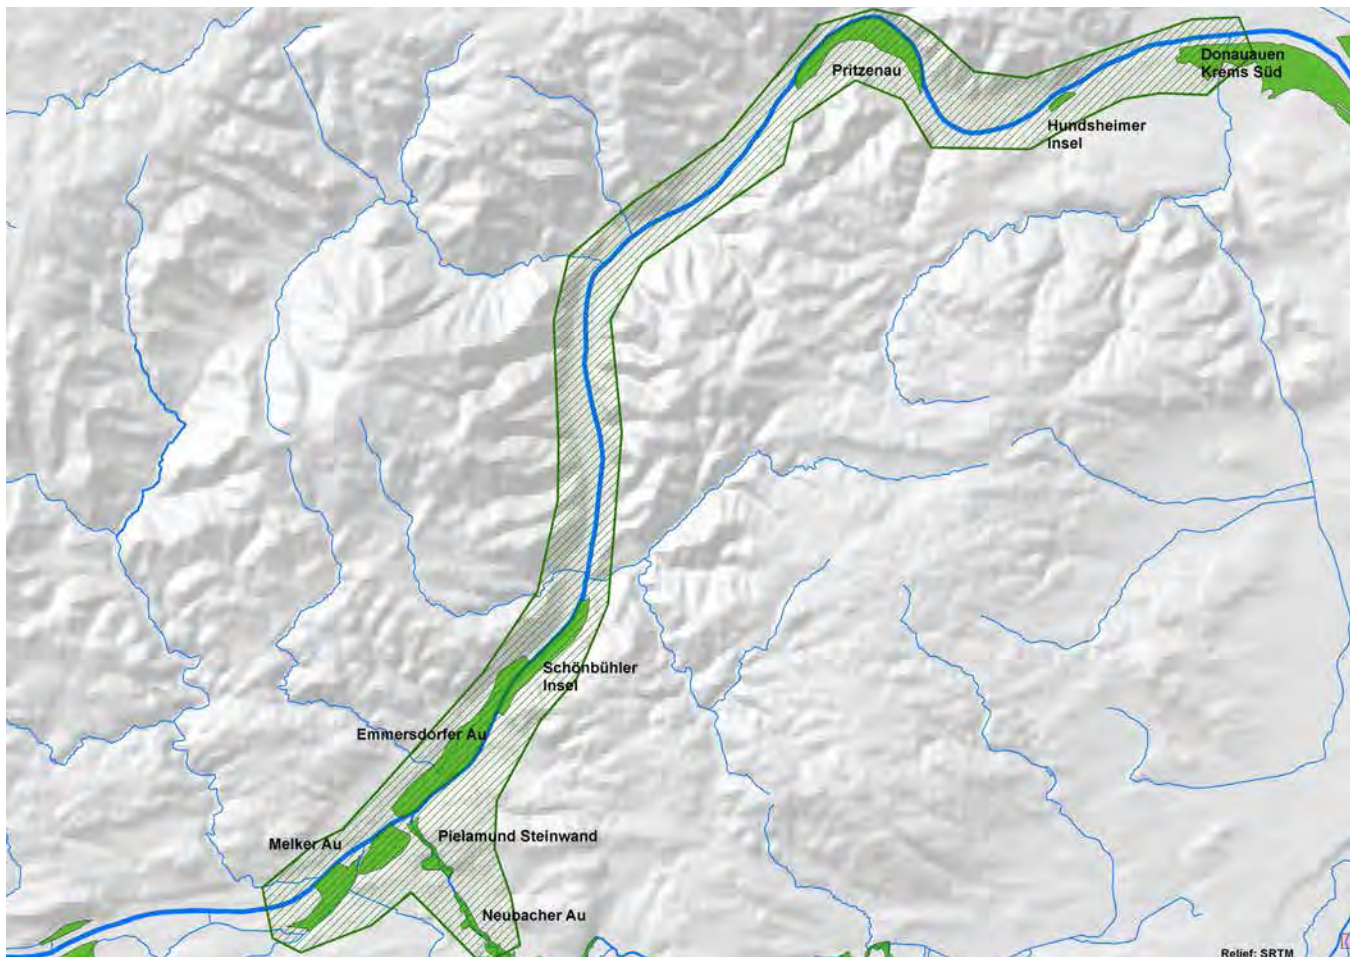 Donauauen
Krems Süd
Pritzenau
Hundsheimer
Insel
Schönbühler
Insel
Emmersdorfer Au
Pielamund Steinwand
Melker Au
Neubacher Au
Relief: SRTM